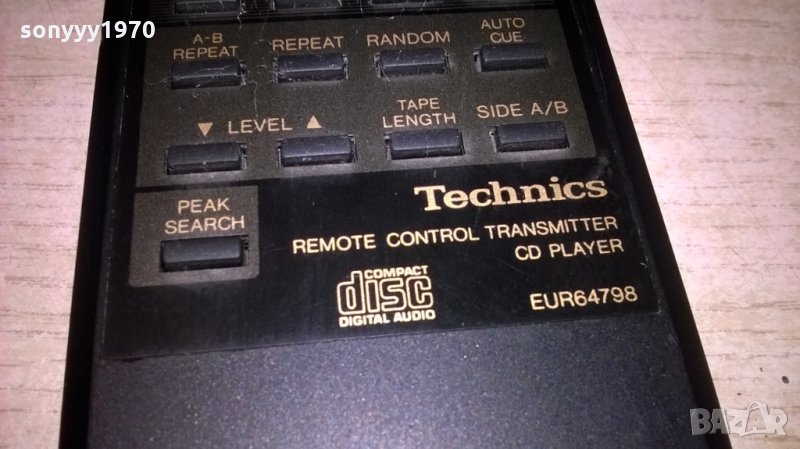 sonyyy1970
A-B
REPEAT
REPEAT
RANDOM
AUTO
CUE
▼ LEVEL ▲
TAPE
LENGTH
SIDE A/B
PEAK
SEARCH
Technics
REMOTE CONTROL TRANSMITTER
CD PLAYER
COMPACT
disc
DIGITAL AUDIO
EUR64798
BAZAR